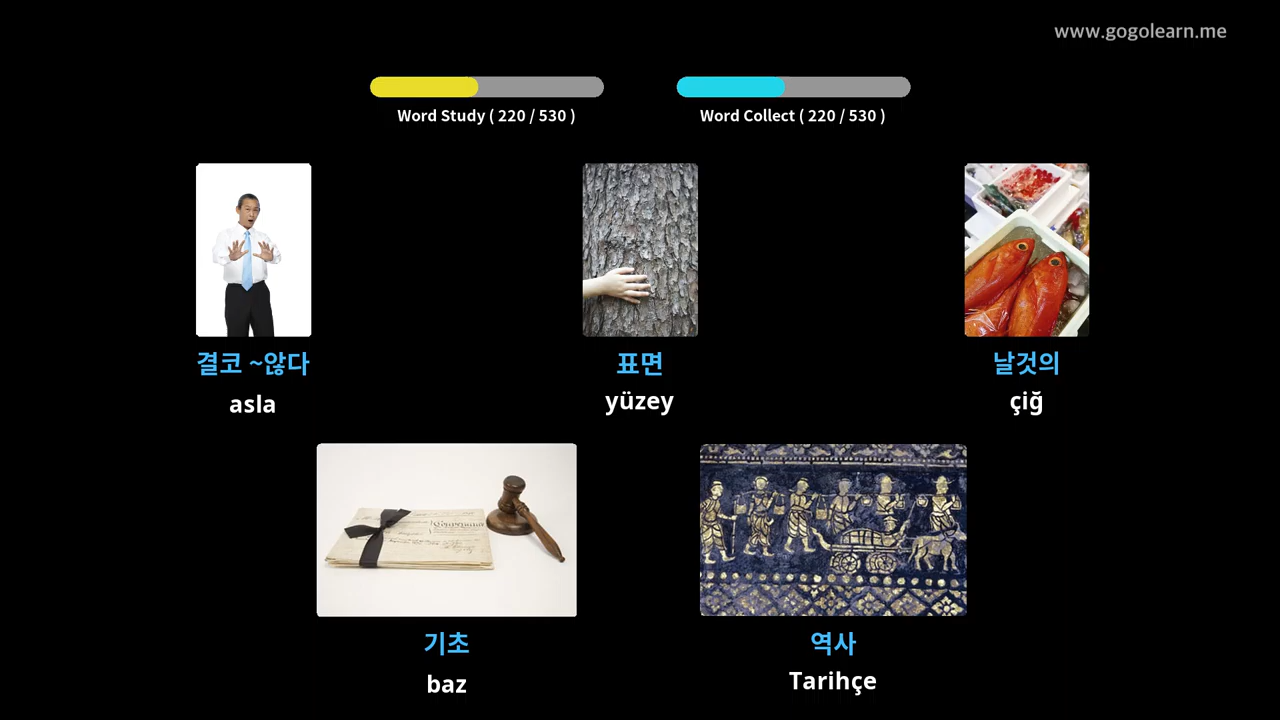 www.gogolearn.me
Word Study ( 220 / 530 )
Word Collect ( 220 / 530 )
결코 ~않다
asla
표면
yüzey
날것의
çiğ
기초
baz
역사
Tarihçe